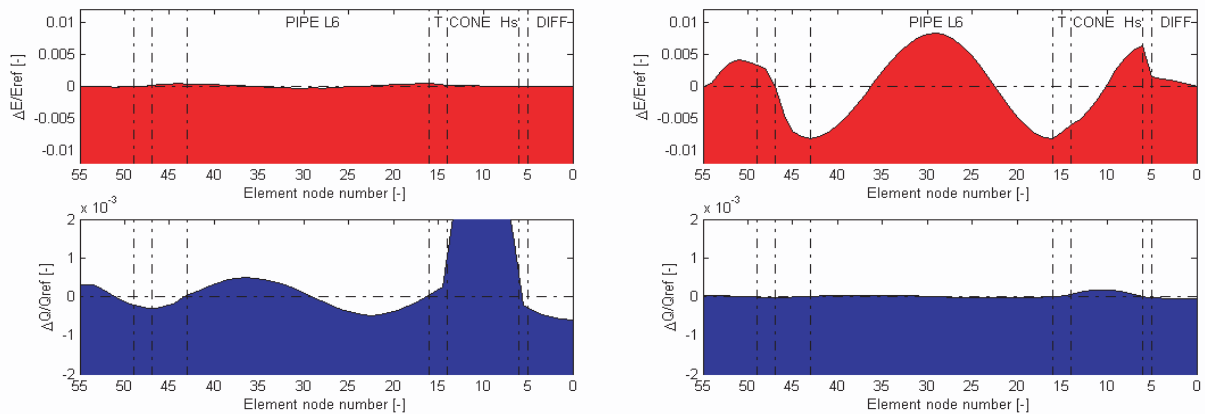 PIPE L6 T CONE Hs DIFF
0.01
0.005
0
-0.005
-0.01
ΔE/Eref [-]
55 50 45 40 35 30 25 20 15 10 5 0
Element node number [-]
PIPE L6 T CONE Hs DIFF
0.01
0.005
0
-0.005
-0.01
ΔE/Eref [-]
55 50 45 40 35 30 25 20 15 10 5 0
Element node number [-]
x 10⁻³
2
1
0
-1
-2
ΔQ/Qref [-]
55 50 45 40 35 30 25 20 15 10 5 0
Element node number [-]
x 10⁻³
2
1
0
-1
-2
ΔQ/Qref [-]
55 50 45 40 35 30 25 20 15 10 5 0
Element node number [-]